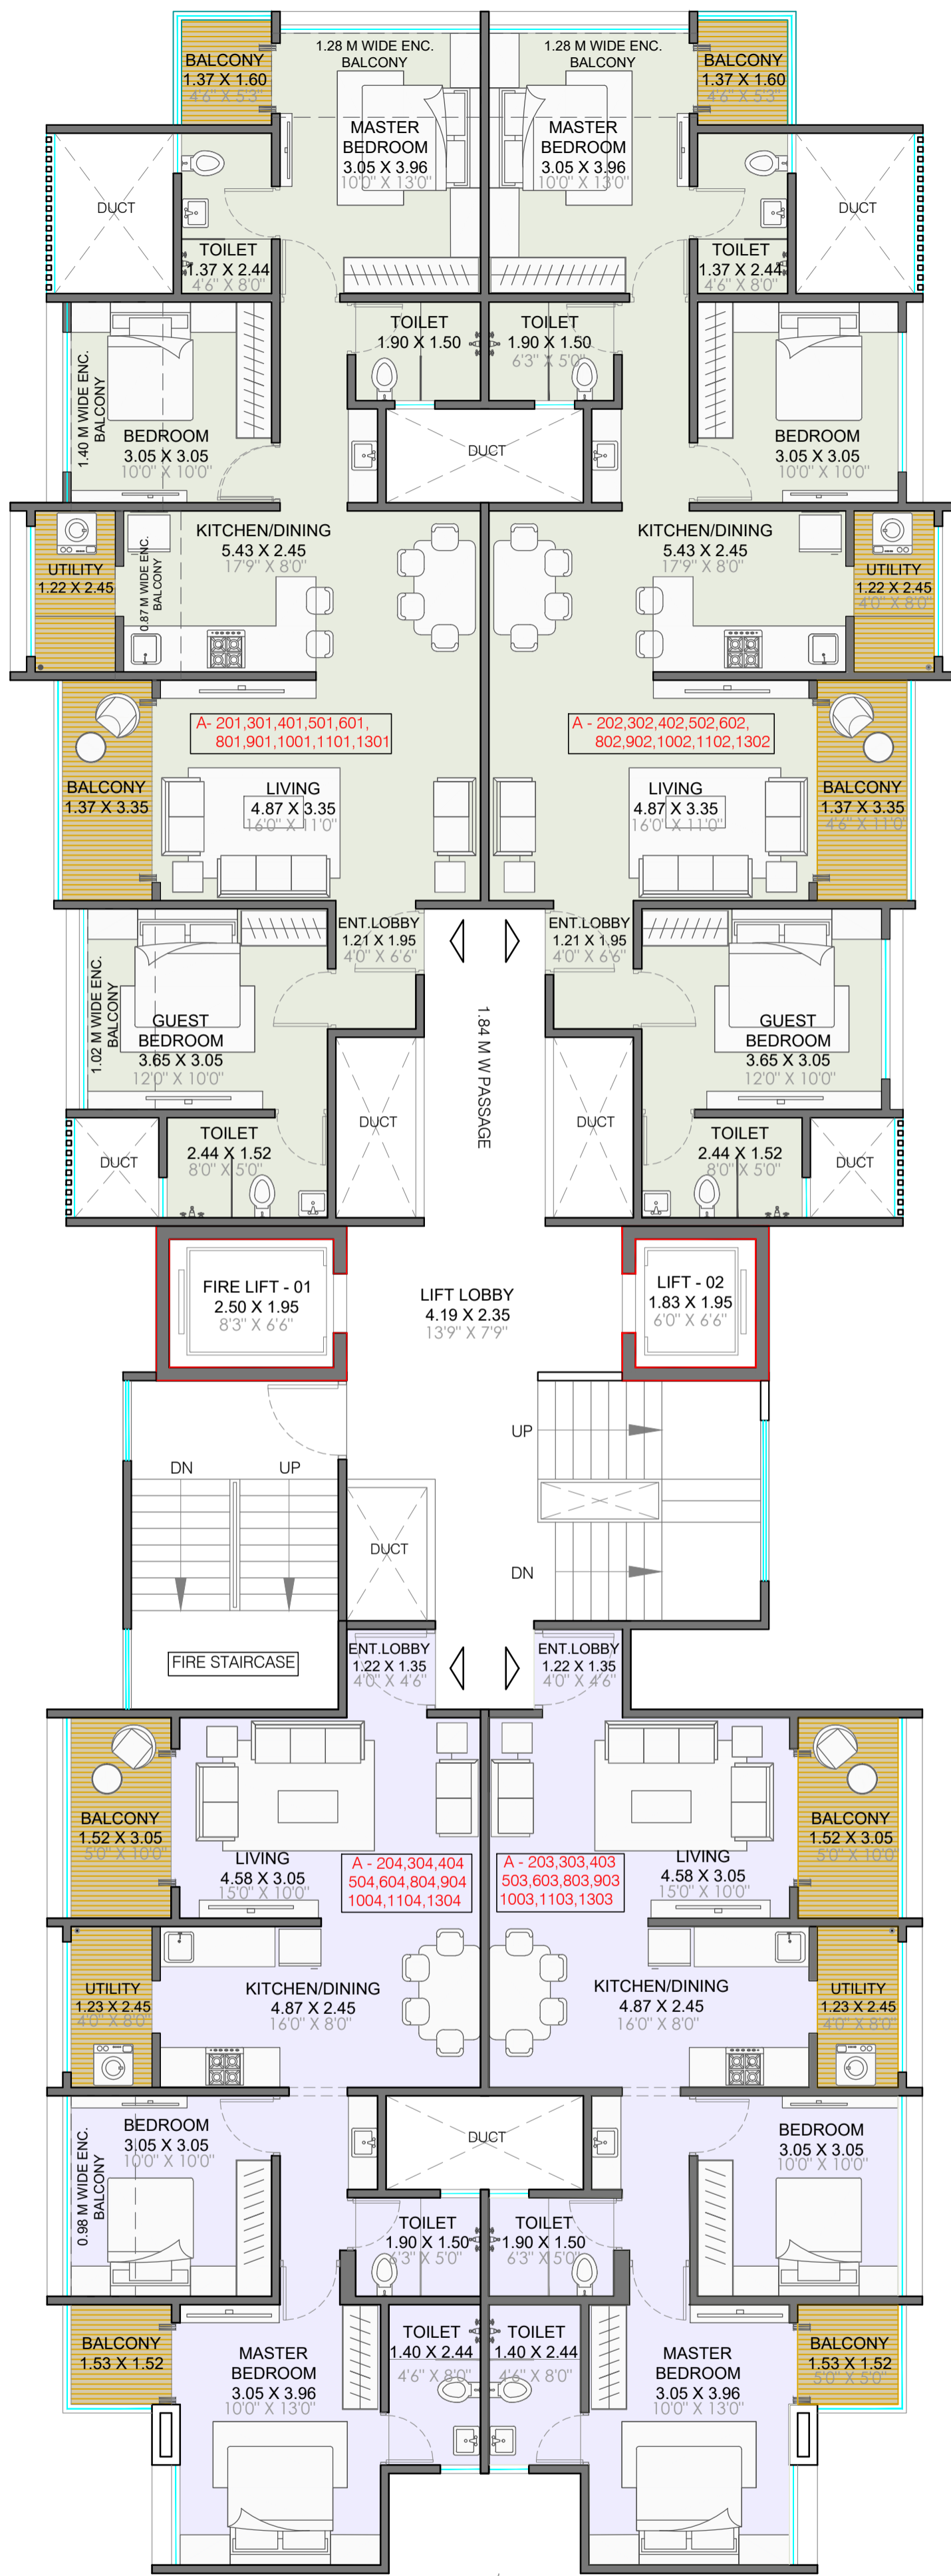 1.28 M WIDE ENC.
BALCONY
1.28 M WIDE ENC.
BALCONY
BALCONY
1.37 X 1.60
4'6" X 5'3"
BALCONY
1.37 X 1.60
4'6" X 5'3"
MASTER
BEDROOM
3.05 X 3.96
10'0" X 13'0"
MASTER
BEDROOM
3.05 X 3.96
10'0" X 13'0"
DUCT
DUCT
TOILET
1.37 X 2.44
4'6" X 8'0"
TOILET
1.37 X 2.44
4'6" X 8'0"
TOILET
1.90 X 1.50
TOILET
1.90 X 1.50
6'3" X 5'0"
1.40 M WIDE ENC.
BALCONY
BEDROOM
3.05 X 3.05
10'0" X 10'0"
DUCT
BEDROOM
3.05 X 3.05
10'0" X 10'0"
KITCHEN/DINING
5.43 X 2.45
17'9" X 8'0"
KITCHEN/DINING
5.43 X 2.45
17'9" X 8'0"
0.87 M WIDE ENC.
BALCONY
UTILITY
1.22 X 2.45
UTILITY
1.22 X 2.45
4'0" X 8'0"
A- 201,301,401,501,601,
801,901,1001,1101,1301
A - 202,302,402,502,602,
802,902,1002,1102,1302
BALCONY
1.37 X 3.35
LIVING
4.87 X 3.35
16'0" X 11'0"
LIVING
4.87 X 3.35
16'0" X 11'0"
BALCONY
1.37 X 3.35
4'6" X 11'0"
ENT.LOBBY
1.21 X 1.95
4'0" X 6'6"
ENT.LOBBY
1.21 X 1.95
4'0" X 6'6"
1.02 M WIDE ENC.
BALCONY
GUEST
BEDROOM
3.65 X 3.05
12'0" X 10'0"
1.84 M W PASSAGE
GUEST
BEDROOM
3.65 X 3.05
12'0" X 10'0"
DUCT
DUCT
DUCT
TOILET
2.44 X 1.52
8'0" X 5'0"
TOILET
2.44 X 1.52
8'0" X 5'0"
DUCT
FIRE LIFT - 01
2.50 X 1.95
8'3" X 6'6"
LIFT LOBBY
4.19 X 2.35
13'9" X 7'9"
LIFT - 02
1.83 X 1.95
6'0" X 6'6"
UP
DN
UP
DUCT
DN
FIRE STAIRCASE
ENT.LOBBY
1.22 X 1.35
4'0" X 4'6"
ENT.LOBBY
1.22 X 1.35
4'0" X 4'6"
BALCONY
1.52 X 3.05
5'0" X 10'0"
LIVING
4.58 X 3.05
15'0" X 10'0"
A - 204,304,404
504,604,804,904
1004,1104,1304
A - 203,303,403
503,603,803,903
1003,1103,1303
LIVING
4.58 X 3.05
15'0" X 10'0"
BALCONY
1.52 X 3.05
5'0" X 10'0"
UTILITY
1.23 X 2.45
4'0" X 8'0"
KITCHEN/DINING
4.87 X 2.45
16'0" X 8'0"
KITCHEN/DINING
4.87 X 2.45
16'0" X 8'0"
UTILITY
1.23 X 2.45
4'0" X 8'0"
0.98 M WIDE ENC.
BALCONY
BEDROOM
3.05 X 3.05
10'0" X 10'0"
DUCT
BEDROOM
3.05 X 3.05
10'0" X 10'0"
TOILET
1.90 X 1.50
6'3" X 5'0"
TOILET
1.90 X 1.50
6'3" X 5'0"
BALCONY
1.53 X 1.52
MASTER
BEDROOM
3.05 X 3.96
10'0" X 13'0"
TOILET
1.40 X 2.44
4'6" X 8'0"
TOILET
1.40 X 2.44
4'6" X 8'0"
MASTER
BEDROOM
3.05 X 3.96
10'0" X 13'0"
BALCONY
1.53 X 1.52
5'0" X 5'0"